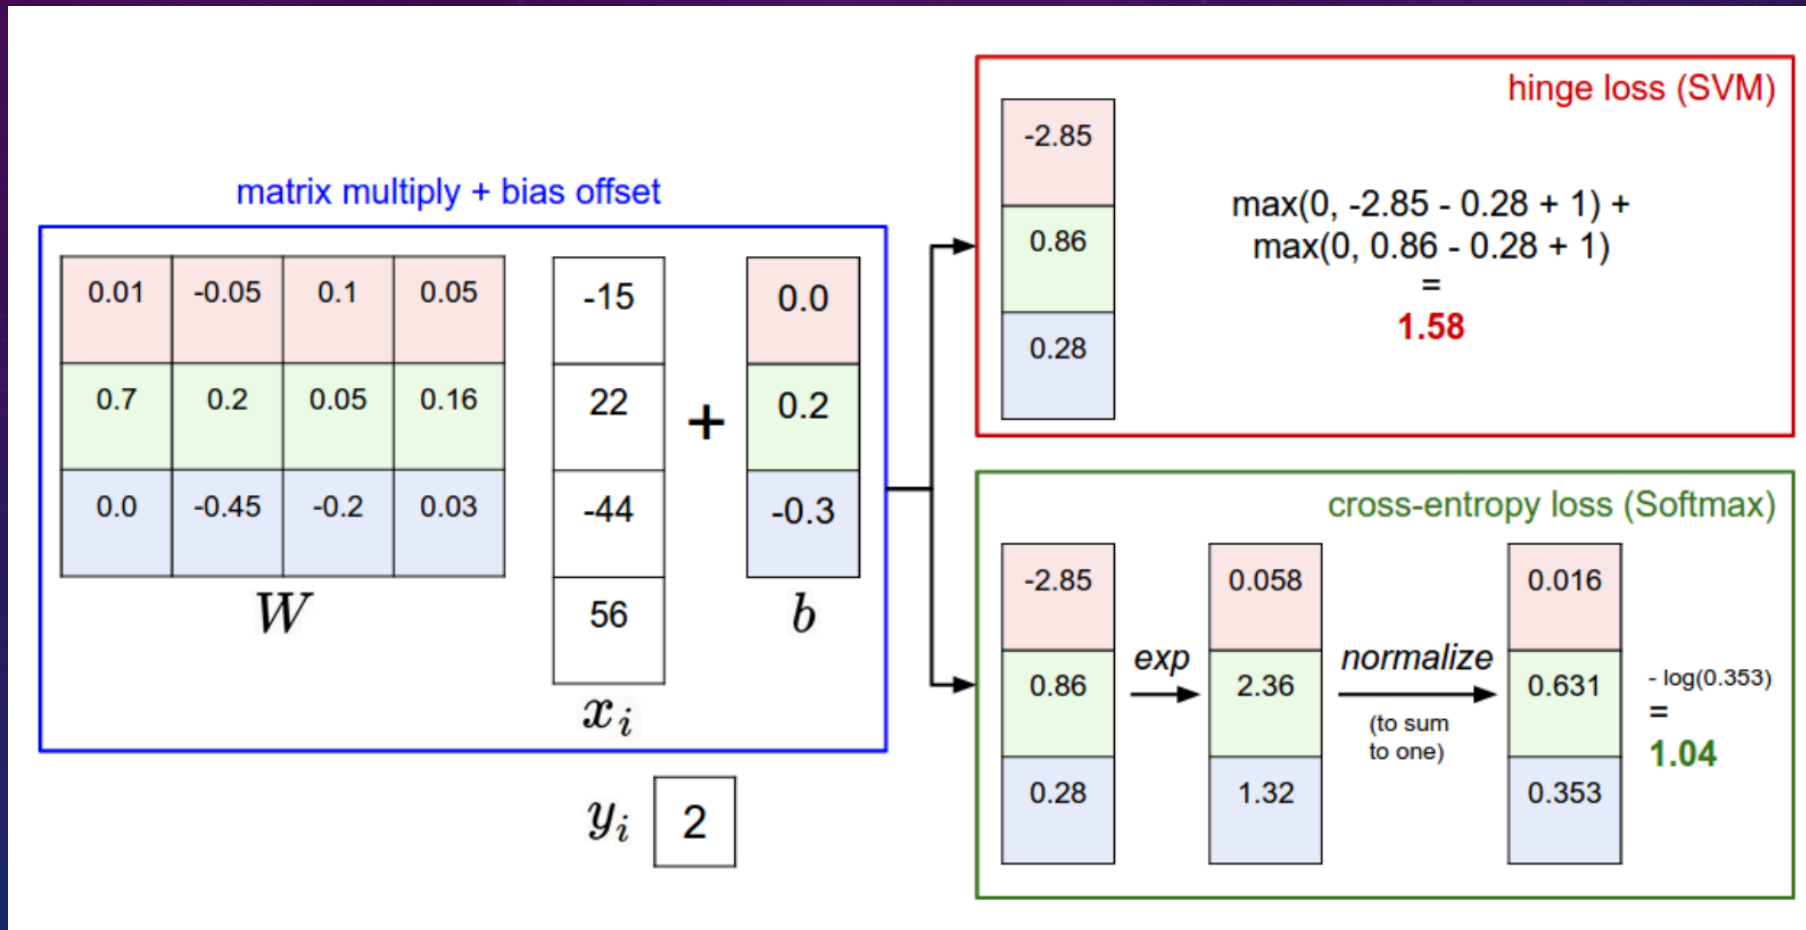 matrix multiply + bias offset
0.01 -0.05 0.1 0.05
0.7 0.2 0.05 0.16
0.0 -0.45 -0.2 0.03
W
-15
22
-44
56
xi
+
0.0
0.2
-0.3
b
yi 2
hinge loss (SVM)
-2.85
0.86
0.28
max(0, -2.85 - 0.28 + 1) +
max(0, 0.86 - 0.28 + 1)
=
1.58
cross-entropy loss (Softmax)
-2.85
0.86
0.28
exp
0.058
2.36
1.32
normalize
(to sum
to one)
0.016
0.631
0.353
- log(0.353)
=
1.04